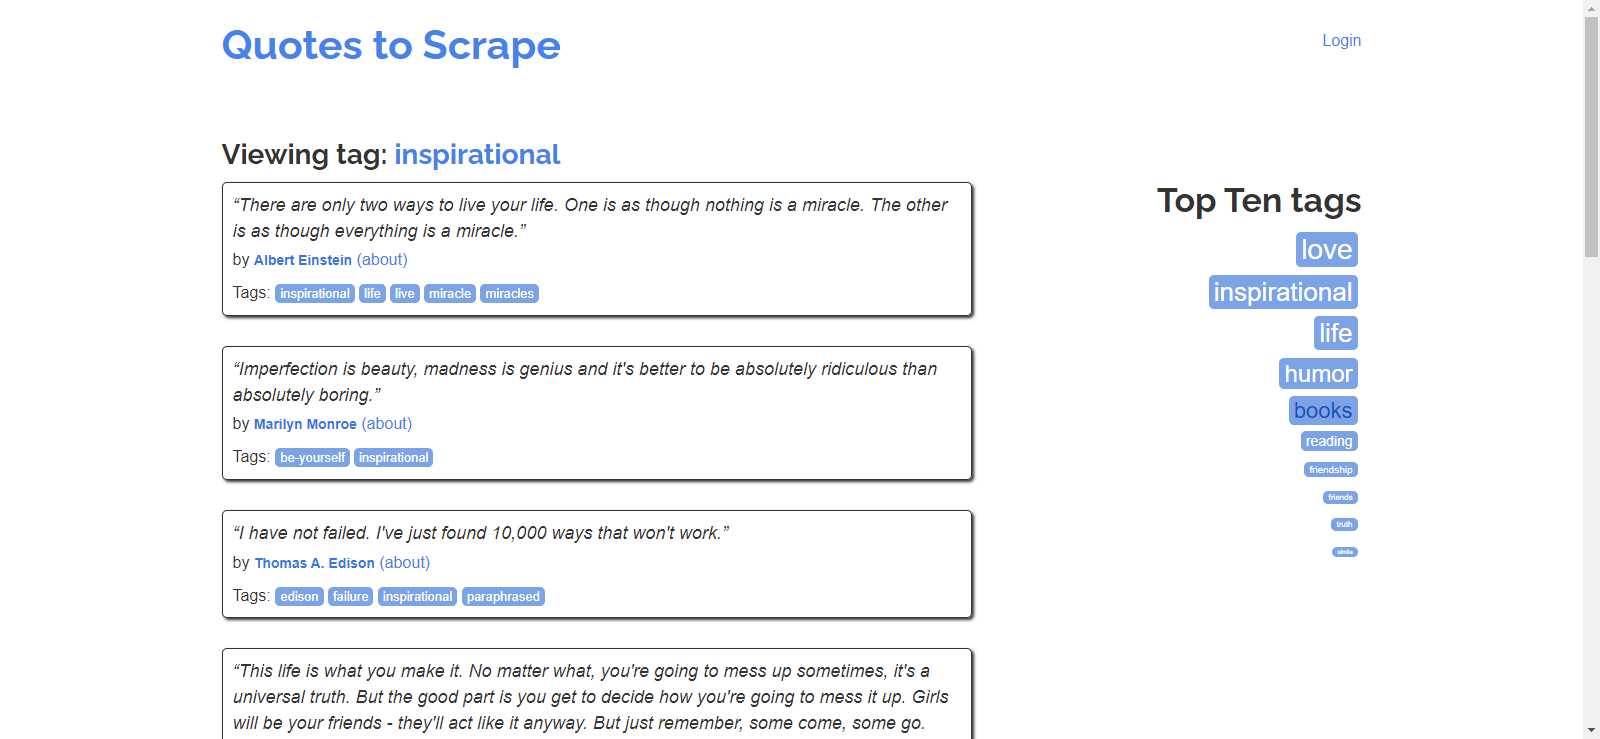 Quotes to Scrape
Login
Viewing tag: inspirational
“There are only two ways to live your life. One is as though nothing is a miracle. The other
is as though everything is a miracle.”
by Albert Einstein (about)
Tags: inspirational life live miracle miracles
“Imperfection is beauty, madness is genius and it's better to be absolutely ridiculous than
absolutely boring.”
by Marilyn Monroe (about)
Tags: be-yourself inspirational
“I have not failed. I've just found 10,000 ways that won't work.”
by Thomas A. Edison (about)
Tags: edison failure inspirational paraphrased
“This life is what you make it. No matter what, you're going to mess up sometimes, it's a
universal truth. But the good part is you get to decide how you're going to mess it up. Girls
will be your friends - they'll act like it anyway. But just remember, some come, some go.
Top Ten tags
love
inspirational
life
humor
books
reading
friendship
friends
truth
simile